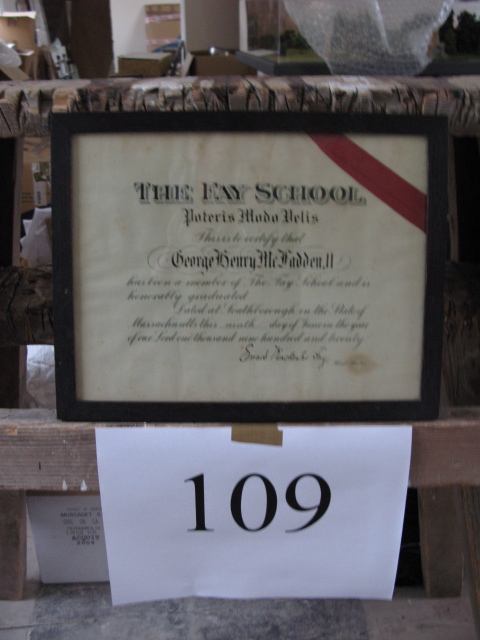 THE FAY SCHOOL.
Poteris Modo Velis
This is to certify that
George Henry McFadden, II
has been a member of The Fay School and is
honorably graduated
Dated at Southborough in the State of
Massachusetts this ninth day of June in the year
of our Lord one thousand nine hundred and twenty
Fay
109